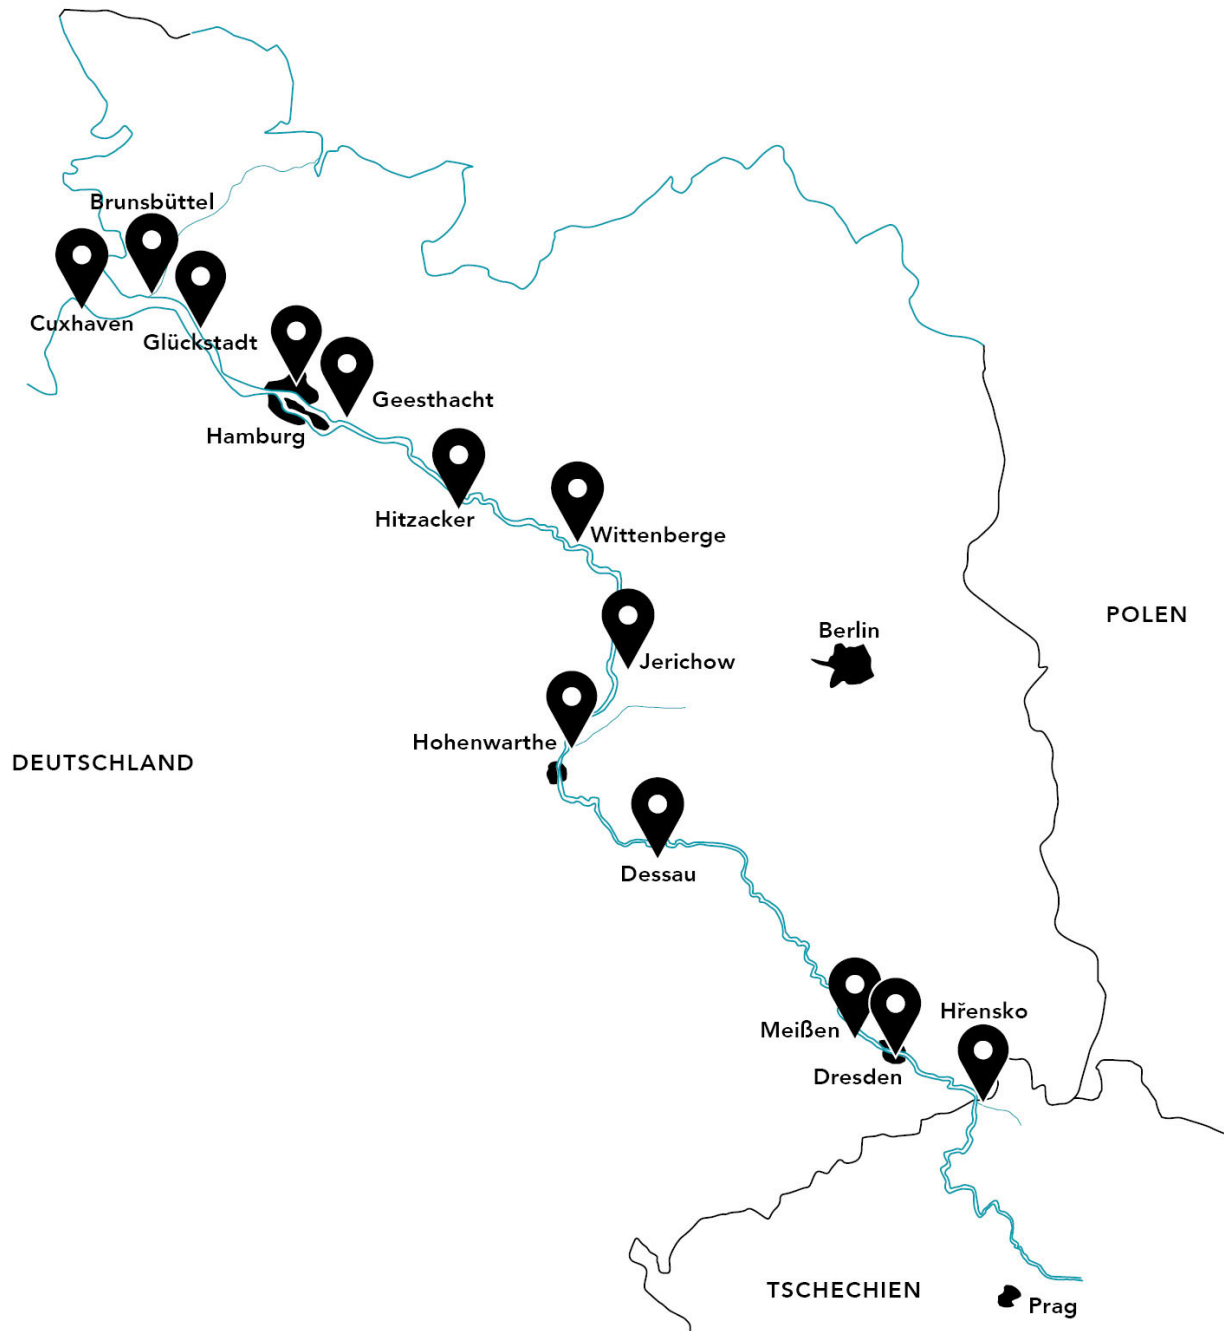 Brunsbüttel
Cuxhaven
Glückstadt
Geesthacht
Hamburg
Hitzacker
Wittenberge
POLEN
Berlin
Jerichow
Hohenwarthe
DEUTSCHLAND
Dessau
Hřensko
Meißen
Dresden
TSCHECHIEN
Prag